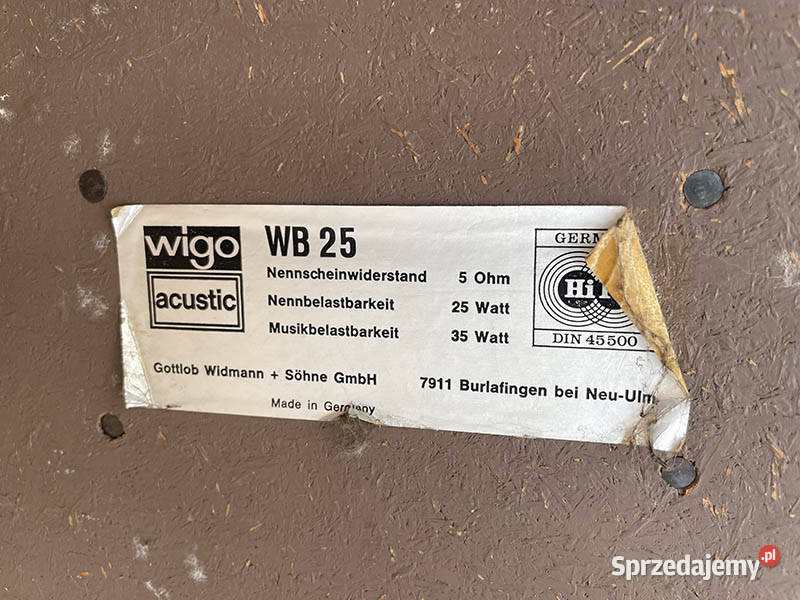 wigo
acustic
WB 25
Nennscheinwiderstand 5 Ohm
Nennbelastbarkeit 25 Watt
Musikbelastbarkeit 35 Watt
Gottlob Widmann + Söhne GmbH 7911 Burlafingen bei Neu-Ulm
Made in Germany
HiFi
DIN 45500
Sprzedajemy.pl